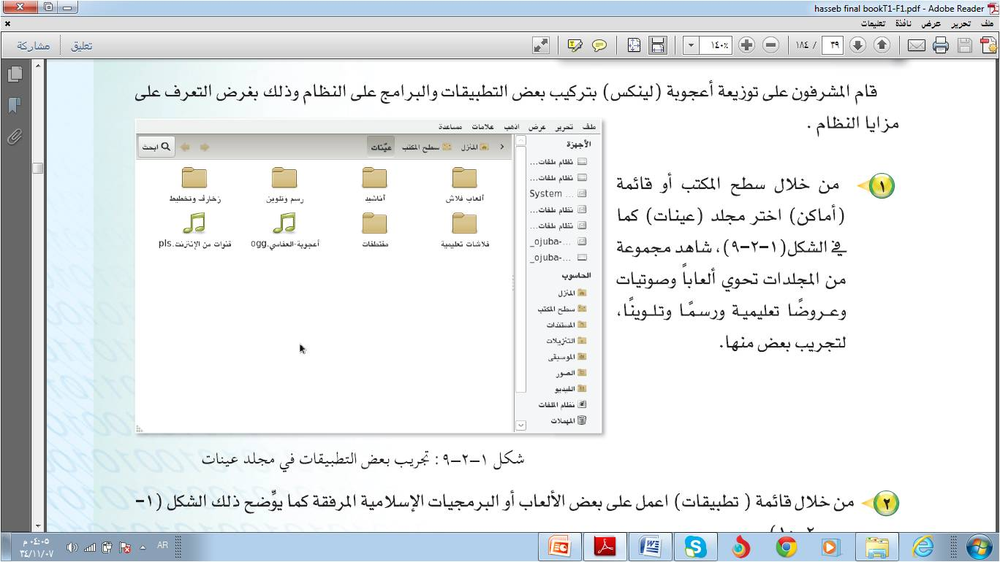 hasseb final bookT1-F1.pdf - Adobe Reader
ملف تحرير عرض نافذة تعليمات
٣٩ / ١٨٤ ١٤٠٪ تعليق مشاركة
قام المشرفون على توزيعة أعجوبة (لينكس) بتركيب بعض التطبيقات والبرامج على النظام وذلك بغرض التعرف على
مزايا النظام .
١ من خلال سطح المكتب أو قائمة
(أماكن) اختر مجلد (عينات) كما
في الشكل(١-٢-٩)، شاهد مجموعة
من المجلدات تحوي ألعاباً وصوتيات
وعروضًا تعليمية ورسمًا وتلوينًا،
لتجريب بعض منها.
ملف تحرير عرض اذهب علامات مساعدة
المنزل سطح المكتب عيّنات ابحث
الأجهزة
نظام ملفات...
نظام ملفات...
System ...
نظام ملفات...
نظام ملفات...
_ojuba-...
_ojuba-...
الحاسوب
المنزل
سطح المكتب
المستندات
التنزيلات
الموسيقى
الصور
الفيديو
نظام الملفات
المهملات
ألعاب فلاش أناشيد رسم وتلوين زخارف وتخطيط
فلاشات تعليمية مقتطفات أعجوبة-العفاسي.ogg قنوات من الإنترنت.pls
شكل ١-٢-٩ : تجريب بعض التطبيقات في مجلد عينات
٢ من خلال قائمة ( تطبيقات) اعمل على بعض الألعاب أو البرمجيات الإسلامية المرفقة كما يوِّضح ذلك الشكل (١-
AR
٠٤:٠٥ م
٣٤/١١/٠٧